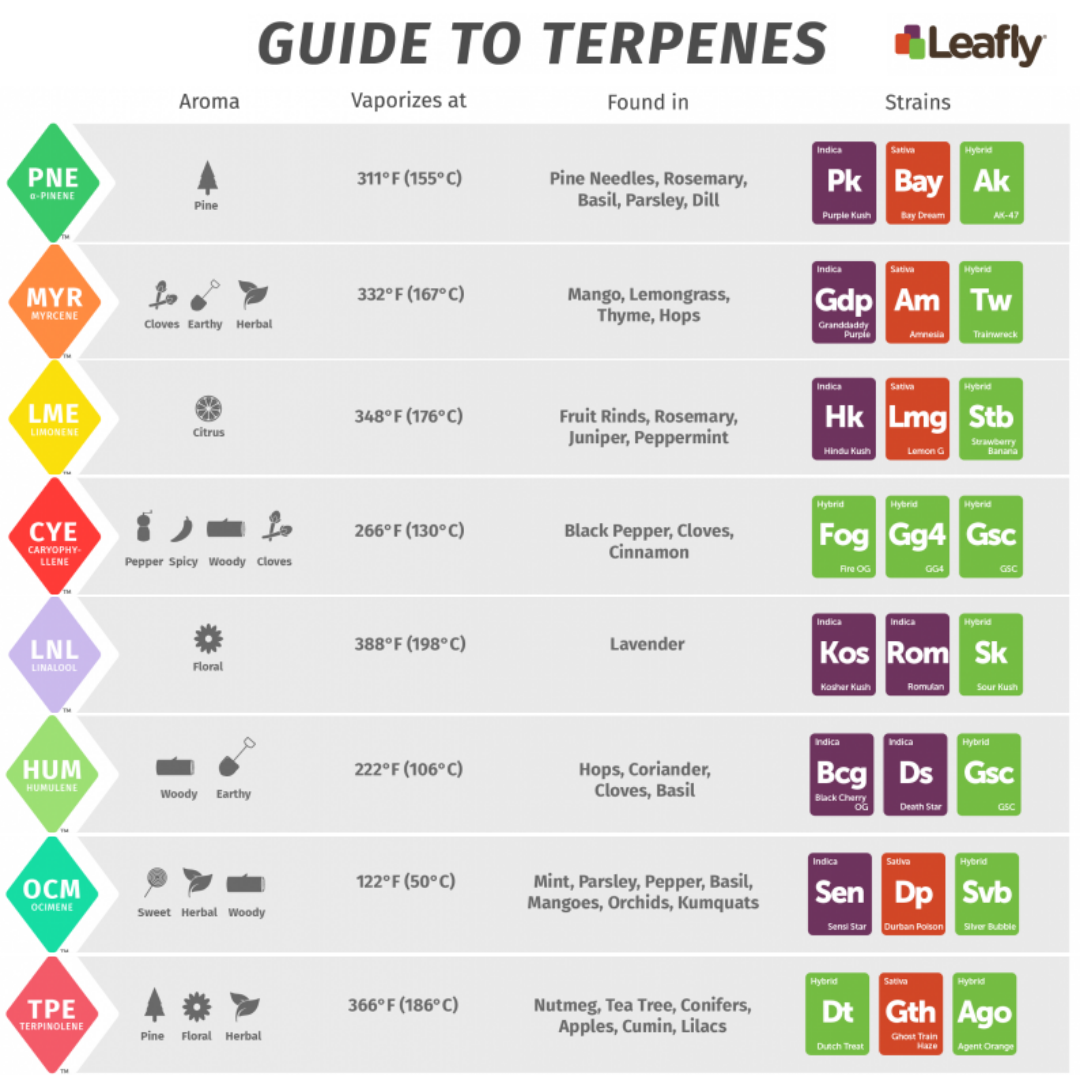 GUIDE TO TERPENES
Leafly
Aroma
Vaporizes at
Found in
Strains
PNE
α-PINENE
TM
Pine
311°F (155°C)
Pine Needles, Rosemary,
Basil, Parsley, Dill
Indica
Pk
Purple Kush
Sativa
Bay
Bay Dream
Hybrid
Ak
AK-47
MYR
MYRCENE
TM
Cloves Earthy Herbal
332°F (167°C)
Mango, Lemongrass,
Thyme, Hops
Indica
Gdp
Granddaddy
Purple
Sativa
Am
Amnesia
Hybrid
Tw
Trainwreck
LME
LIMONENE
TM
Citrus
348°F (176°C)
Fruit Rinds, Rosemary,
Juniper, Peppermint
Indica
Hk
Hindu Kush
Sativa
Lmg
Lemon G
Hybrid
Stb
Strawberry
Banana
CYE
CARYOPHY-
LLENE
TM
Pepper Spicy Woody Cloves
266°F (130°C)
Black Pepper, Cloves,
Cinnamon
Hybrid
Fog
Fire OG
Hybrid
Gg4
GG4
Hybrid
Gsc
GSC
LNL
LINALOOL
TM
Floral
388°F (198°C)
Lavender
Indica
Kos
Kosher Kush
Indica
Rom
Romulan
Hybrid
Sk
Sour Kush
HUM
HUMULENE
TM
Woody Earthy
222°F (106°C)
Hops, Coriander,
Cloves, Basil
Indica
Bcg
Black Cherry
OG
Indica
Ds
Death Star
Hybrid
Gsc
GSC
OCM
OCIMENE
TM
Sweet Herbal Woody
122°F (50°C)
Mint, Parsley, Pepper, Basil,
Mangoes, Orchids, Kumquats
Indica
Sen
Sensi Star
Sativa
Dp
Durban Poison
Hybrid
Svb
Silver Bubble
TPE
TERPINOLENE
TM
Pine Floral Herbal
366°F (186°C)
Nutmeg, Tea Tree, Conifers,
Apples, Cumin, Lilacs
Hybrid
Dt
Dutch Treat
Sativa
Gth
Ghost Train
Haze
Hybrid
Ago
Agent Orange